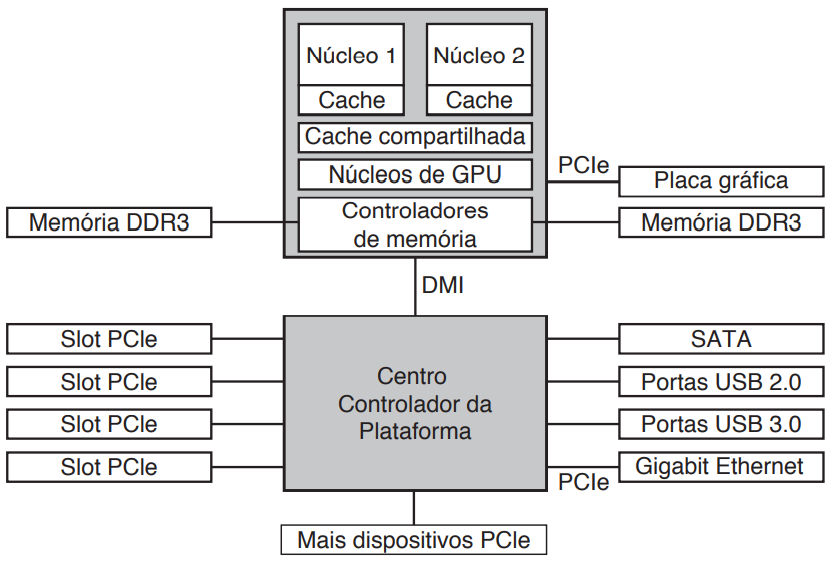 Núcleo 1
Núcleo 2
Cache
Cache
Cache compartilhada
Núcleos de GPU
PCIe
Placa gráfica
Memória DDR3
Controladores
de memória
Memória DDR3
DMI
Slot PCIe
Slot PCIe
Slot PCIe
Slot PCIe
Centro
Controlador da
Plataforma
SATA
Portas USB 2.0
Portas USB 3.0
Gigabit Ethernet
PCIe
Mais dispositivos PCIe